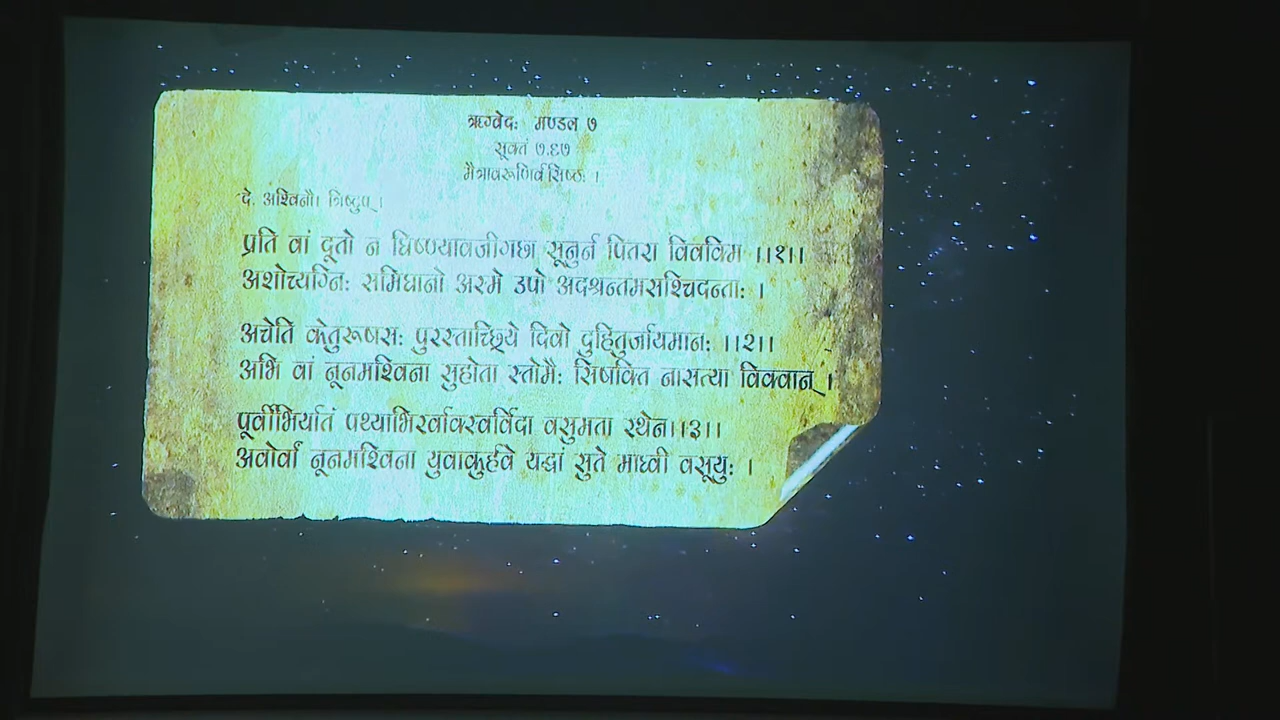 ऋग्वेदः मण्डल ७
सूक्तं ७.६७
मैत्रावरुणिर्वसिष्ठः ।
दे. अश्विनौ। त्रिष्टुप् ।
प्रति वां दूतो न धिष्ण्यावजीगछा सूनुर्न पितरा विवक्मि ।।१।।
अशोच्यग्निः समिधानो अस्मे उपो अदश्रन्तमसश्चिदन्ताः ।
अचेति केतुरूषसः पुरस्ताच्छ्रिये दिवो दुहितुर्जायमानः ।।२।।
अभि वां नूनमश्विना सुहोता स्तोमैः सिषक्ति नासत्या विवक्वान् ।
पूर्वीभिर्यातं पथ्याभिरर्वाक्स्वर्विदा वसुमता रथेन।।३।।
अवोर्वां नूनमश्विना युवाकुर्हुवे यद्वां सुते माध्वी वसूयुः ।